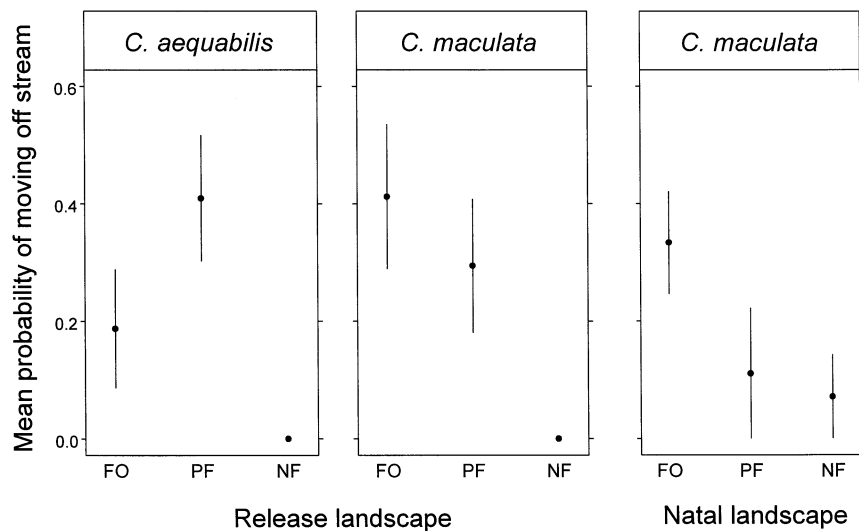 C. aequabilis
C. maculata
C. maculata
Mean probability of moving off stream
0.6
0.4
0.2
0.0
FO PF NF
FO PF NF
FO PF NF
Release landscape
Natal landscape